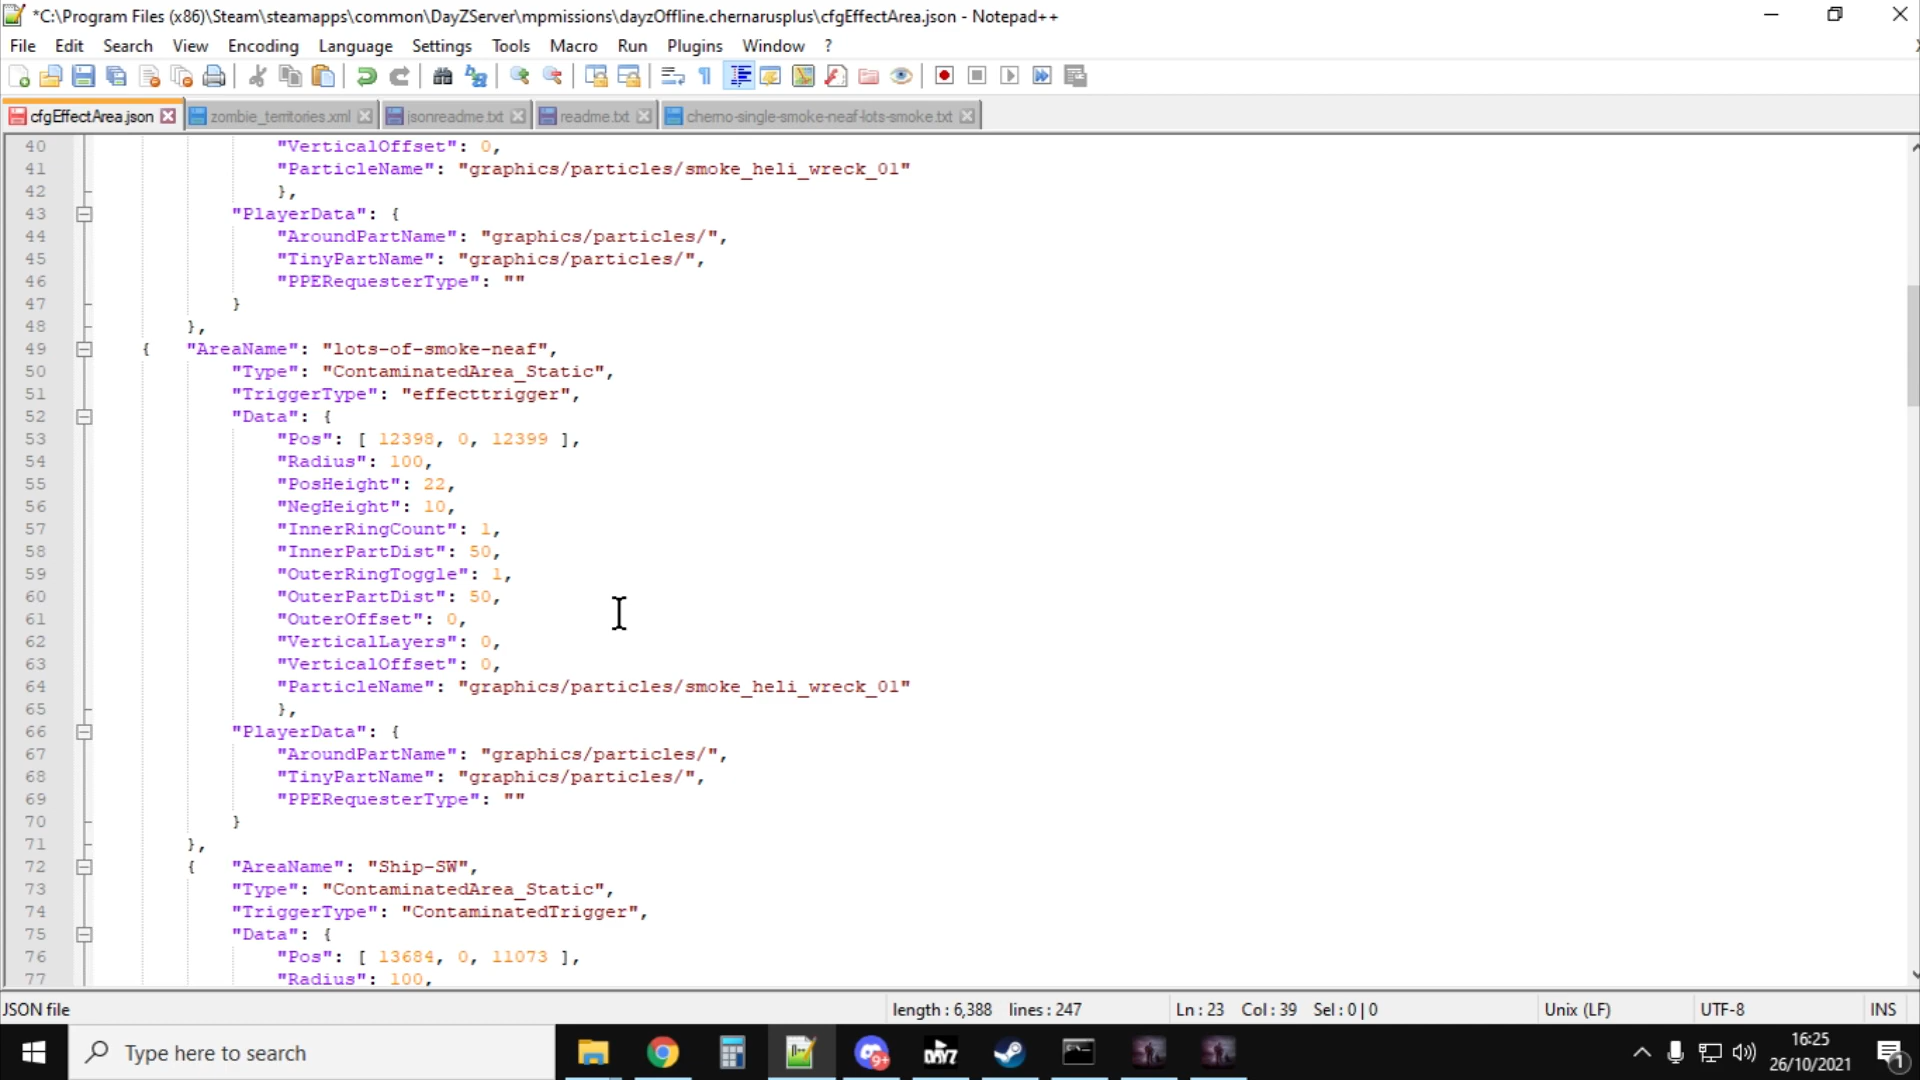 *C:\Program Files (x86)\Steam\steamapps\common\DayZServer\mpmissions\dayzOffline.chernarusplus\cfgEffectArea.json - Notepad++
File Edit Search View Encoding Language Settings Tools Macro Run Plugins Window ?
cfgEffectArea.json zombie_territories.xml jsonreadme.txt readme.txt cherno-single-smoke-neaf-lots-smoke.txt
40 "VerticalOffset": 0,
41 "ParticleName": "graphics/particles/smoke_heli_wreck_01"
42 },
43 "PlayerData": {
44 "AroundPartName": "graphics/particles/",
45 "TinyPartName": "graphics/particles/",
46 "PPERequesterType": ""
47 }
48 },
49 { "AreaName": "lots-of-smoke-neaf",
50 "Type": "ContaminatedArea_Static",
51 "TriggerType": "effecttrigger",
52 "Data": {
53 "Pos": [ 12398, 0, 12399 ],
54 "Radius": 100,
55 "PosHeight": 22,
56 "NegHeight": 10,
57 "InnerRingCount": 1,
58 "InnerPartDist": 50,
59 "OuterRingToggle": 1,
60 "OuterPartDist": 50,
61 "OuterOffset": 0,
62 "VerticalLayers": 0,
63 "VerticalOffset": 0,
64 "ParticleName": "graphics/particles/smoke_heli_wreck_01"
65 },
66 "PlayerData": {
67 "AroundPartName": "graphics/particles/",
68 "TinyPartName": "graphics/particles/",
69 "PPERequesterType": ""
70 }
71 },
72 { "AreaName": "Ship-SW",
73 "Type": "ContaminatedArea_Static",
74 "TriggerType": "ContaminatedTrigger",
75 "Data": {
76 "Pos": [ 13684, 0, 11073 ],
77 "Radius": 100,
JSON file length : 6,388 lines : 247 Ln : 23 Col : 39 Sel : 0 | 0 Unix (LF) UTF-8 INS
Type here to search 9+ DAYZ 16:25
26/10/2021 1